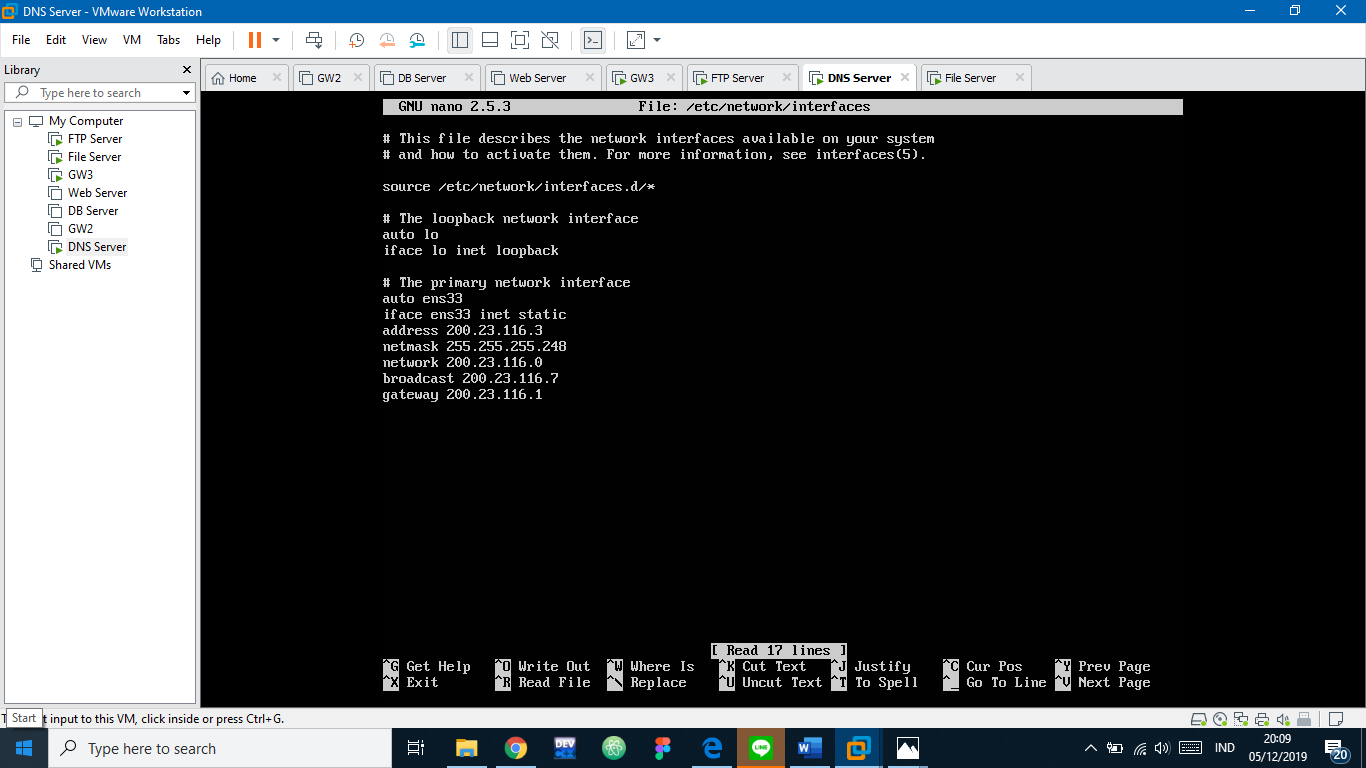 DNS Server - VMware Workstation
File Edit View VM Tabs Help
Library
Type here to search
My Computer
FTP Server
File Server
GW3
Web Server
DB Server
GW2
DNS Server
Shared VMs
Home GW2 DB Server Web Server GW3 FTP Server DNS Server File Server
GNU nano 2.5.3 File: /etc/network/interfaces
# This file describes the network interfaces available on your system
# and how to activate them. For more information, see interfaces(5).
source /etc/network/interfaces.d/*
# The loopback network interface
auto lo
iface lo inet loopback
# The primary network interface
auto ens33
iface ens33 inet static
address 200.23.116.3
netmask 255.255.255.248
network 200.23.116.0
broadcast 200.23.116.7
gateway 200.23.116.1
[ Read 17 lines ]
^G Get Help ^O Write Out ^W Where Is ^K Cut Text ^J Justify ^C Cur Pos ^Y Prev Page
^X Exit ^R Read File ^\ Replace ^U Uncut Text ^T To Spell ^_ Go To Line ^V Next Page
Start
input to this VM, click inside or press Ctrl+G.
Type here to search
DEV
C++
LINE
W
IND
20:09
05/12/2019
20